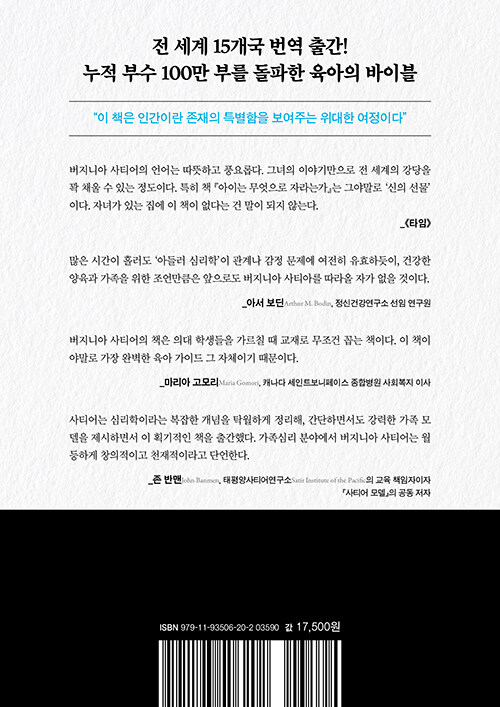 전 세계 15개국 번역 출간!
누적 부수 100만 부를 돌파한 육아의 바이블
“이 책은 인간이란 존재의 특별함을 보여주는 위대한 여정이다”
버지니아 사티어의 언어는 따뜻하고 풍요롭다. 그녀의 이야기만으로 전 세계의 강당을
꽉 채울 수 있는 정도이다. 특히 책 『아이는 무엇으로 자라는가』는 그야말로 ‘신의 선물’
이다. 자녀가 있는 집에 이 책이 없다는 건 말이 되지 않는다.
_《타임》
많은 시간이 흘러도 ‘아들러 심리학’이 관계나 감정 문제에 여전히 유효하듯이, 건강한
양육과 가족을 위한 조언만큼은 앞으로도 버지니아 사티아를 따라올 자가 없을 것이다.
_아서 보딘Arthur M. Bodin, 정신건강연구소 선임 연구원
버지니아 사티어의 책은 의대 학생들을 가르칠 때 교재로 무조건 꼽는 책이다. 이 책이
야말로 가장 완벽한 육아 가이드 그 자체이기 때문이다.
_마리아 고모리Maria Gomori, 캐나다 세인트보니페이스 종합병원 사회복지 이사
사티어는 심리학이라는 복잡한 개념을 탁월하게 정리해, 간단하면서도 강력한 가족 모
델을 제시하면서 이 획기적인 책을 출간했다. 가족심리 분야에서 버지니아 사티어는 월
등하게 창의적이고 천재적이라고 단언한다.
_존 반맨John Banmen, 태평양사티어연구소Satir Institute of the Pacific의 교육 책임자이자
『사티어 모델』의 공동 저자
ISBN 979-11-93506-20-2 03590 값 17,500원